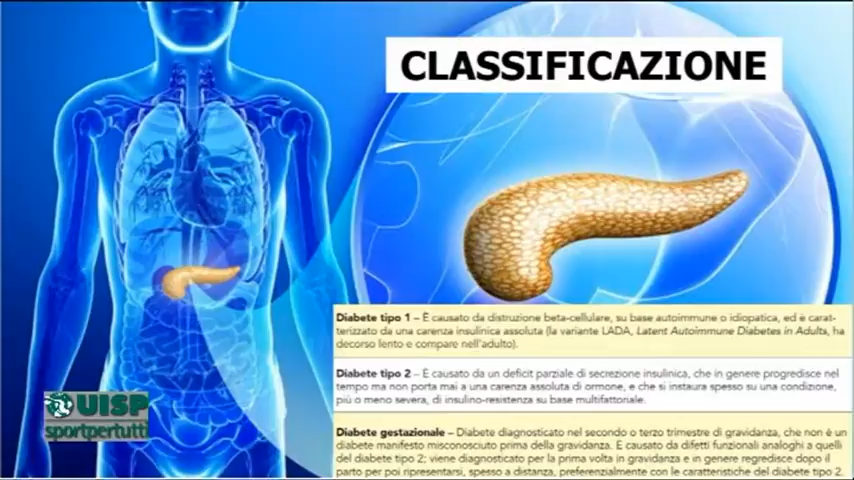 CLASSIFICAZIONE
Diabete tipo 1 – È causato da distruzione beta-cellulare, su base autoimmune o idiopatica, ed è carat-
terizzato da una carenza insulinica assoluta (la variante LADA, Latent Autoimmune Diabetes in Adults, ha
decorso lento e compare nell'adulto).
Diabete tipo 2 – È causato da un deficit parziale di secrezione insulinica, che in genere progredisce nel
tempo ma non porta mai a una carenza assoluta di ormone, e che si instaura spesso su una condizione,
più o meno severa, di insulino-resistenza su base multifattoriale.
Diabete gestazionale – Diabete diagnosticato nel secondo o terzo trimestre di gravidanza, che non è un
diabete manifesto misconosciuto prima della gravidanza. È causato da difetti funzionali analoghi a quelli
del diabete tipo 2; viene diagnosticato per la prima volta in gravidanza e in genere regredisce dopo il
parto per poi ripresentarsi, spesso a distanza, preferenzialmente con le caratteristiche del diabete tipo 2.
UISP
sportpertutti